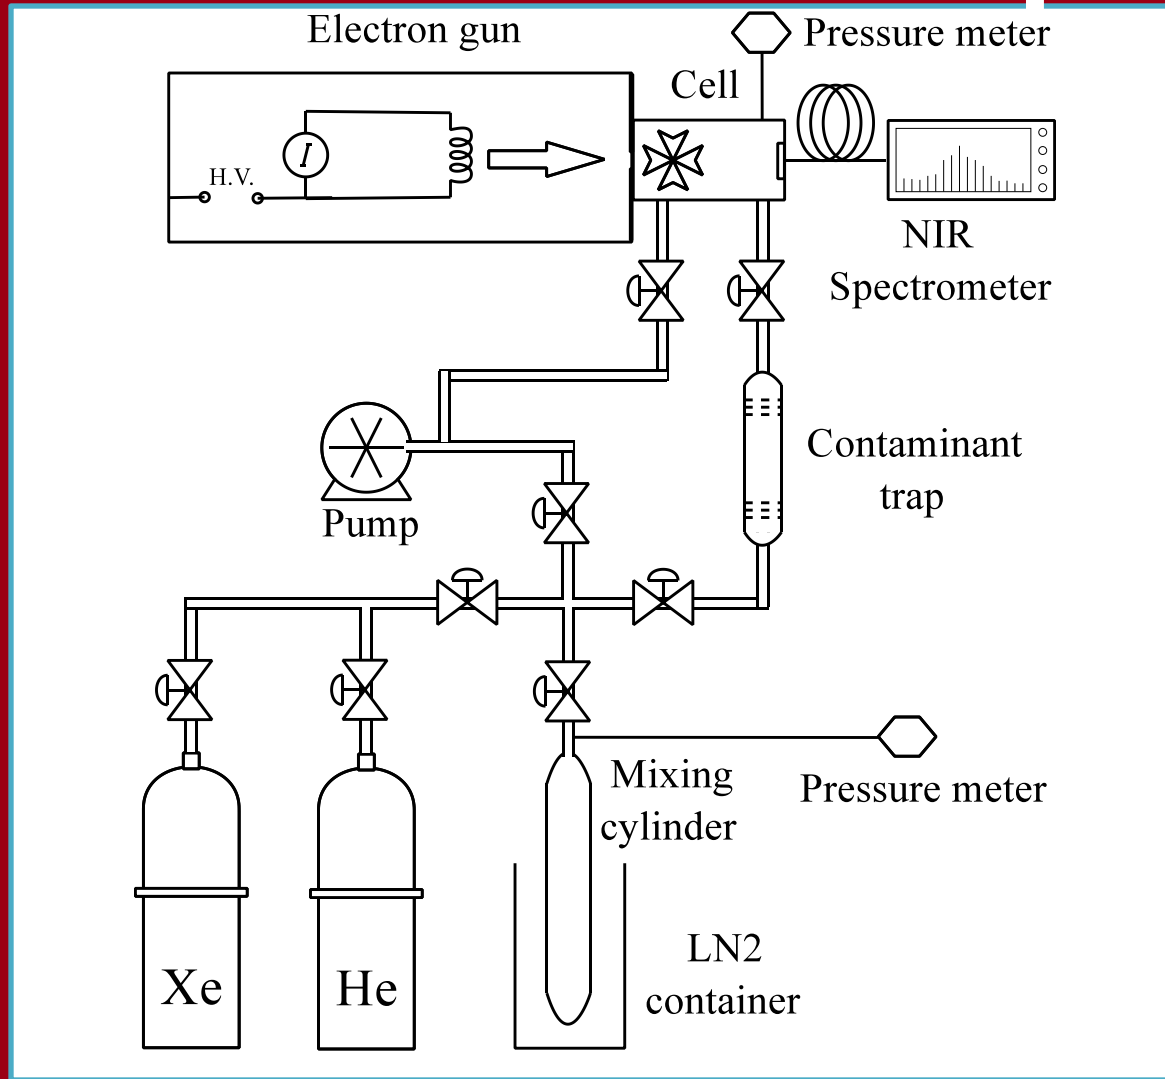 Electron gun
Pressure meter
Cell
I
H.V.
NIR
Spectrometer
Contaminant
trap
Pump
Mixing
cylinder
Pressure meter
LN2
container
Xe
He